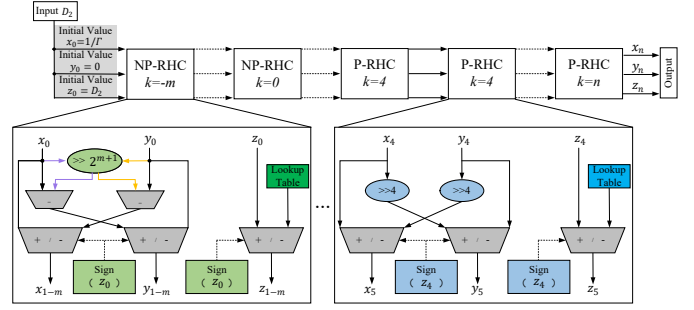 Input D₂
Initial Value
x₀=1/Γ
Initial Value
y₀ = 0
Initial Value
z₀ = D₂
NP-RHC
k=-m
NP-RHC
k=0
P-RHC
k=4
P-RHC
k=4
P-RHC
k=n
xₙ
yₙ
zₙ
Output
x₀
y₀
z₀
>> 2ᵐ⁺¹
Lookup
Table
-
-
+ / -
+ / -
+ / -
Sign
( z₀ )
Sign
( z₀ )
x₁₋ₘ
y₁₋ₘ
z₁₋ₘ
...
x₄
y₄
z₄
>>4
>>4
Lookup
Table
+ / -
+ / -
+ / -
Sign
( z₄ )
Sign
( z₄ )
x₅
y₅
z₅